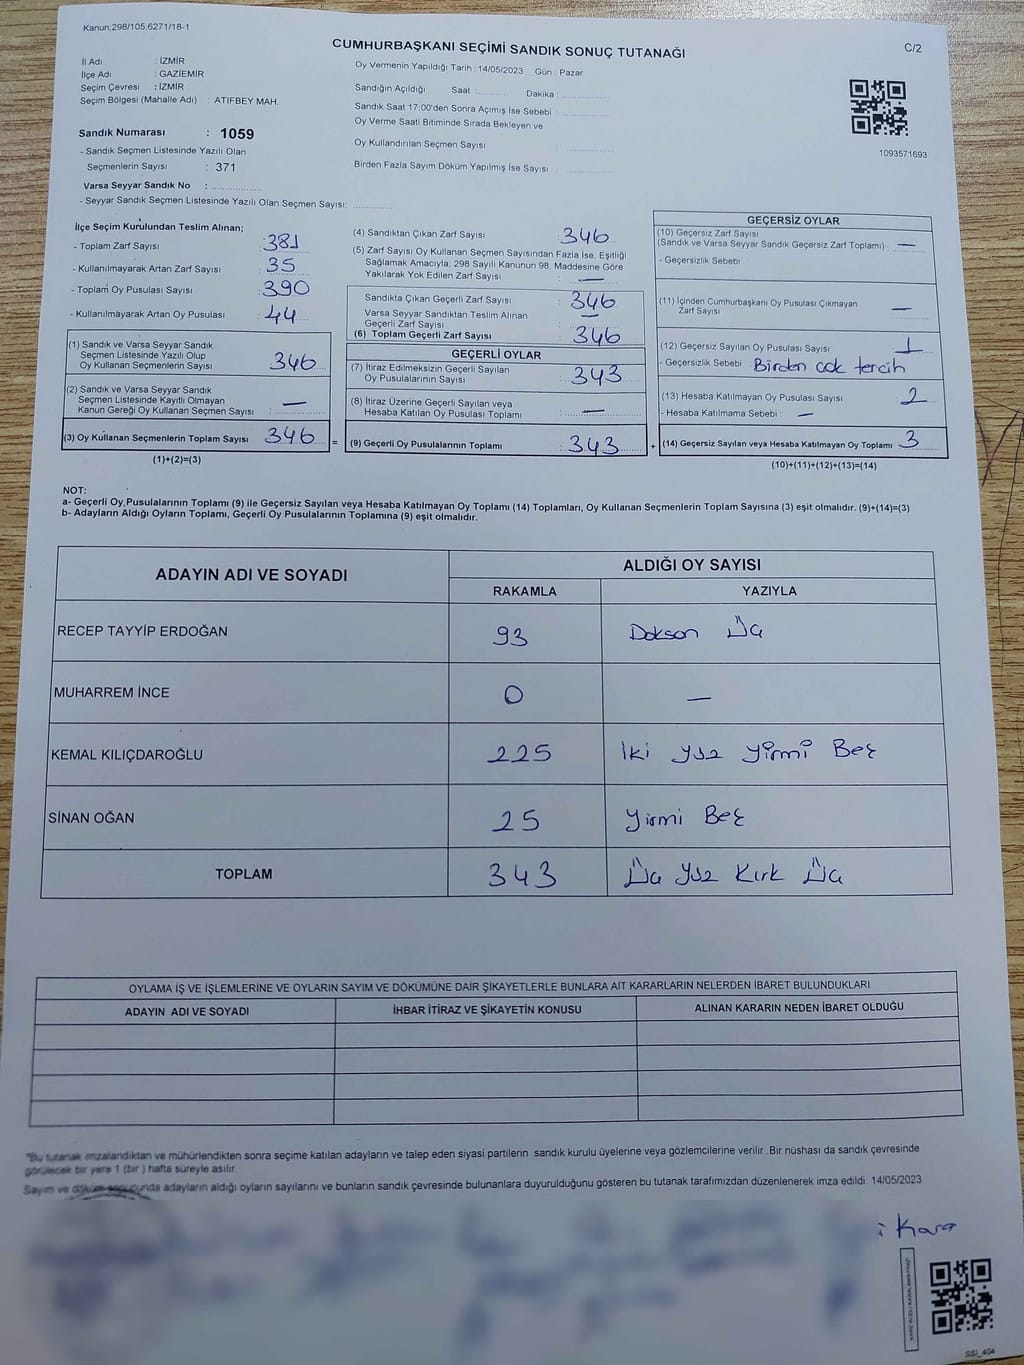 Kanun;298/105;6271/18-1
CUMHURBAŞKANI SEÇİMİ SANDIK SONUÇ TUTANAĞI
C/2
İl Adı : İZMİR
İlçe Adı : GAZİEMİR
Seçim Çevresi : İZMİR
Seçim Bölgesi (Mahalle Adı) : ATIFBEY MAH.
Sandık Numarası : 1059
- Sandık Seçmen Listesinde Yazılı Olan
Seçmenlerin Sayısı : 371
Varsa Seyyar Sandık No :
- Seyyar Sandık Seçmen Listesinde Yazılı Olan Seçmen Sayısı:
Oy Vermenin Yapıldığı Tarih : 14/05/2023 Gün : Pazar
Sandığın Açıldığı Saat Dakika :
Sandık Saat 17:00'den Sonra Açımış İse Sebebi :
Oy Verme Saati Bitiminde Sırada Bekleyen ve
Oy Kullandırılan Seçmen Sayısı :
Birden Fazla Sayım Döküm Yapılmış İse Sayısı :
1093571693
İlçe Seçim Kurulundan Teslim Alınan;
- Toplam Zarf Sayısı : 381
- Kullanılmayarak Artan Zarf Sayısı : 35
- Toplam Oy Pusulası Sayısı : 390
- Kullanılmayarak Artan Oy Pusulası : 44
(1) Sandık ve Varsa Seyyar Sandık
Seçmen Listesinde Yazılı Olup
Oy Kullanan Seçmenlerin Sayısı : 346
(2) Sandık ve Varsa Seyyar Sandık
Seçmen Listesinde Kayıtlı Olmayan
Kanun Gereği Oy Kullanan Seçmen Sayısı : —
(3) Oy Kullanan Seçmenlerin Toplam Sayısı 346
(1)+(2)=(3)
=
(4) Sandıktan Çıkan Zarf Sayısı : 346
(5) Zarf Sayısı Oy Kullanan Seçmen Sayısından Fazla İse, Eşitliği
Sağlamak Amacıyla; 298 Sayılı Kanunun 98. Maddesine Göre
Yakılarak Yok Edilen Zarf Sayısı : —
Sandıkta Çıkan Geçerli Zarf Sayısı : 346
Varsa Seyyar Sandıktan Teslim Alınan
Geçerli Zarf Sayısı : —
(6) Toplam Geçerli Zarf Sayısı : 346
GEÇERLİ OYLAR
(7) İtiraz Edilmeksizin Geçerli Sayılan
Oy Pusulalarının Sayısı : 343
(8) İtiraz Üzerine Geçerli Sayılan veya
Hesaba Katılan Oy Pusulası Toplamı : —
(9) Geçerli Oy Pusulalarının Toplamı : 343
+
GEÇERSİZ OYLAR
(10) Geçersiz Zarf Sayısı
(Sandık ve Varsa Seyyar Sandık Geçersiz Zarf Toplamı) : —
- Geçersizlik Sebebi
(11) İçinden Cumhurbaşkanı Oy Pusulası Çıkmayan
Zarf Sayısı : —
(12) Geçersiz Sayılan Oy Pusulası Sayısı : 1
- Geçersizlik Sebebi Birden cok tercih
(13) Hesaba Katılmayan Oy Pusulası Sayısı : 2
- Hesaba Katılmama Sebebi : —
(14) Geçersiz Sayılan veya Hesaba Katılmayan Oy Toplamı 3
(10)+(11)+(12)+(13)=(14)
NOT:
a- Geçerli Oy Pusulalarının Toplamı (9) ile Geçersiz Sayılan veya Hesaba Katılmayan Oy Toplamı (14) Toplamları, Oy Kullanan Seçmenlerin Toplam Sayısına (3) eşit olmalıdır. (9)+(14)=(3)
b- Adayların Aldığı Oyların Toplamı, Geçerli Oy Pusulalarının Toplamına (9) eşit olmalıdır.
ADAYIN ADI VE SOYADI ALDIĞI OY SAYISI
RAKAMLA YAZIYLA
RECEP TAYYİP ERDOĞAN 93 Doksan Üç
MUHARREM İNCE 0 —
KEMAL KILIÇDAROĞLU 225 İki yüz yirmi Beş
SİNAN OĞAN 25 yirmi Beş
TOPLAM 343 Üç yüz Kırk Üç
OYLAMA İŞ VE İŞLEMLERİNE VE OYLARIN SAYIM VE DÖKÜMÜNE DAİR ŞİKAYETLERLE BUNLARA AİT KARARLARIN NELERDEN İBARET BULUNDUKLARI
ADAYIN ADI VE SOYADI İHBAR İTİRAZ VE ŞİKAYETİN KONUSU ALINAN KARARIN NEDEN İBARET OLDUĞU
"Bu tutanak imzalandıktan ve mühürlendikten sonra seçime katılan adayların ve talep eden siyasi partilerin sandık kurulu üyelerine veya gözlemcilerine verilir. Bir nüshası da sandık çevresinde
görülecek bir yere 1 (bir) hafta süreyle asılır.
Sayım ve döküm sonucunda adayların aldığı oyların sayılarını ve bunların sandık çevresinde bulunanlara duyurulduğunu gösteren bu tutanak tarafımızdan düzenlenerek imza edildi. 14/05/2023
i Kara
SSI_404